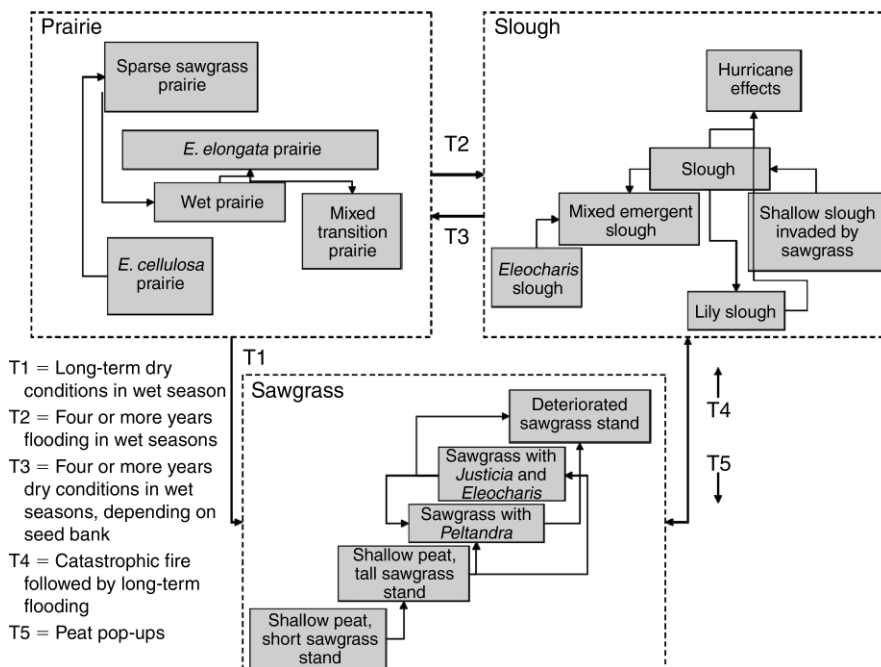 Prairie
Sparse sawgrass
prairie
E. elongata prairie
Wet prairie
Mixed
transition
prairie
E. cellulosa
prairie
T2
T3
Slough
Hurricane
effects
Slough
Mixed emergent
slough
Shallow slough
invaded by
sawgrass
Eleocharis
slough
Lily slough
T1
T1 = Long-term dry
conditions in wet season
T2 = Four or more years
flooding in wet seasons
T3 = Four or more years
dry conditions in wet
seasons, depending on
seed bank
T4 = Catastrophic fire
followed by long-term
flooding
T5 = Peat pop-ups
Sawgrass
Deteriorated
sawgrass stand
Sawgrass with
Justicia and
Eleocharis
Sawgrass with
Peltandra
Shallow peat,
tall sawgrass
stand
Shallow peat,
short sawgrass
stand
T4
T5